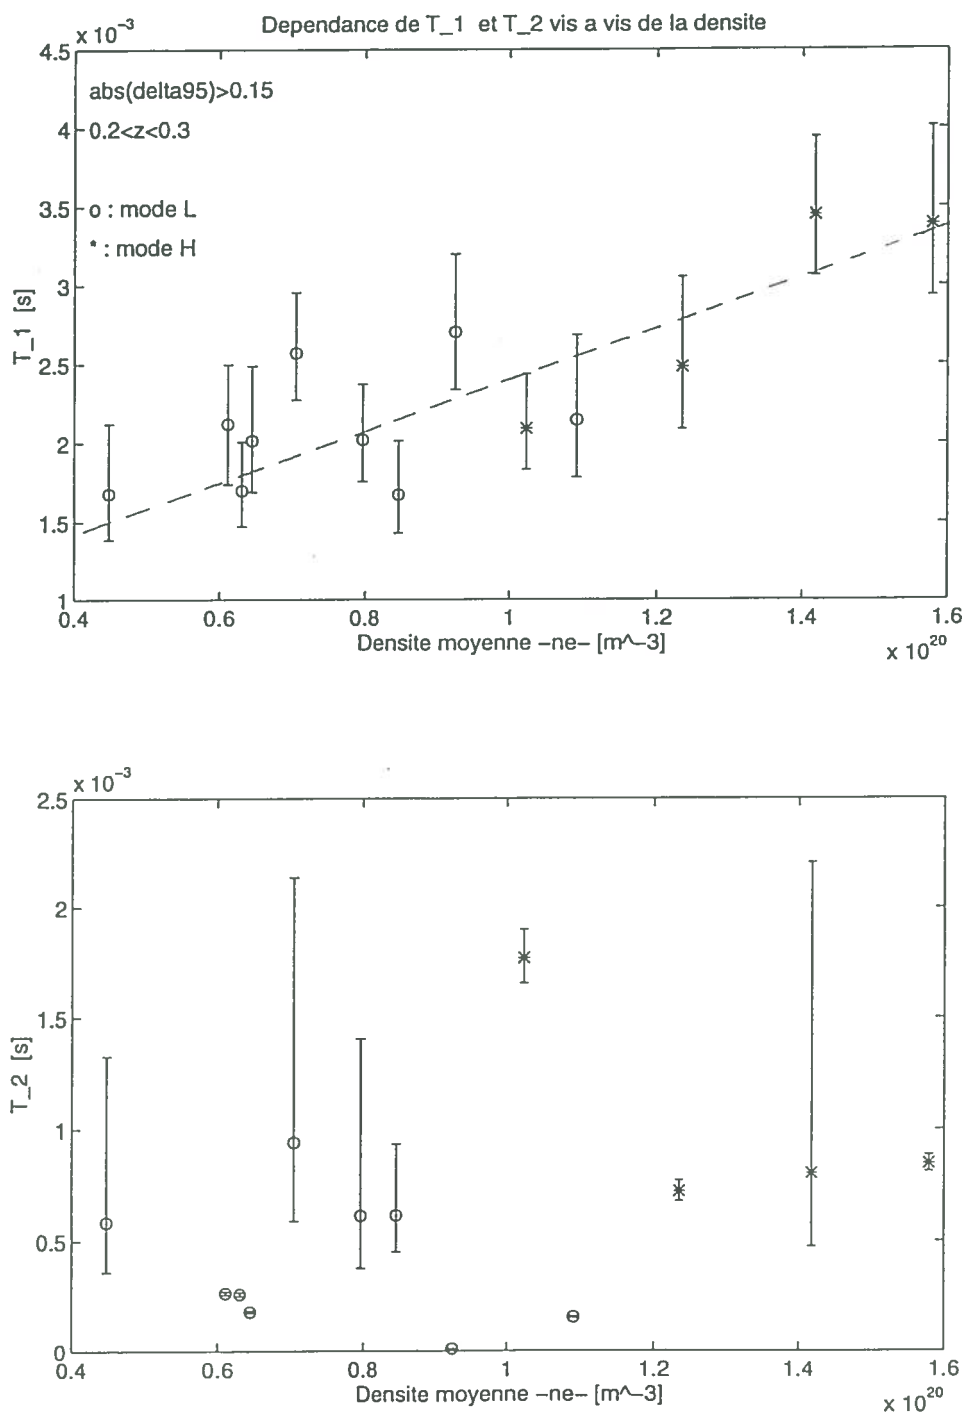 Dependance de T_1 et T_2 vis a vis de la densite
x 10⁻³
4.5
abs(delta95)>0.15
4
0.2<z<0.3
3.5
o : mode L
* : mode H
3
T_1 [s]
2.5
2
1.5
1
0.4 0.6 0.8 1 1.2 1.4 1.6
Densite moyenne –ne– [m^–3]
x 10²⁰
x 10⁻³
2.5
2
1.5
T_2 [s]
1
0.5
0
0.4 0.6 0.8 1 1.2 1.4 1.6
Densite moyenne –ne– [m^–3]
x 10²⁰